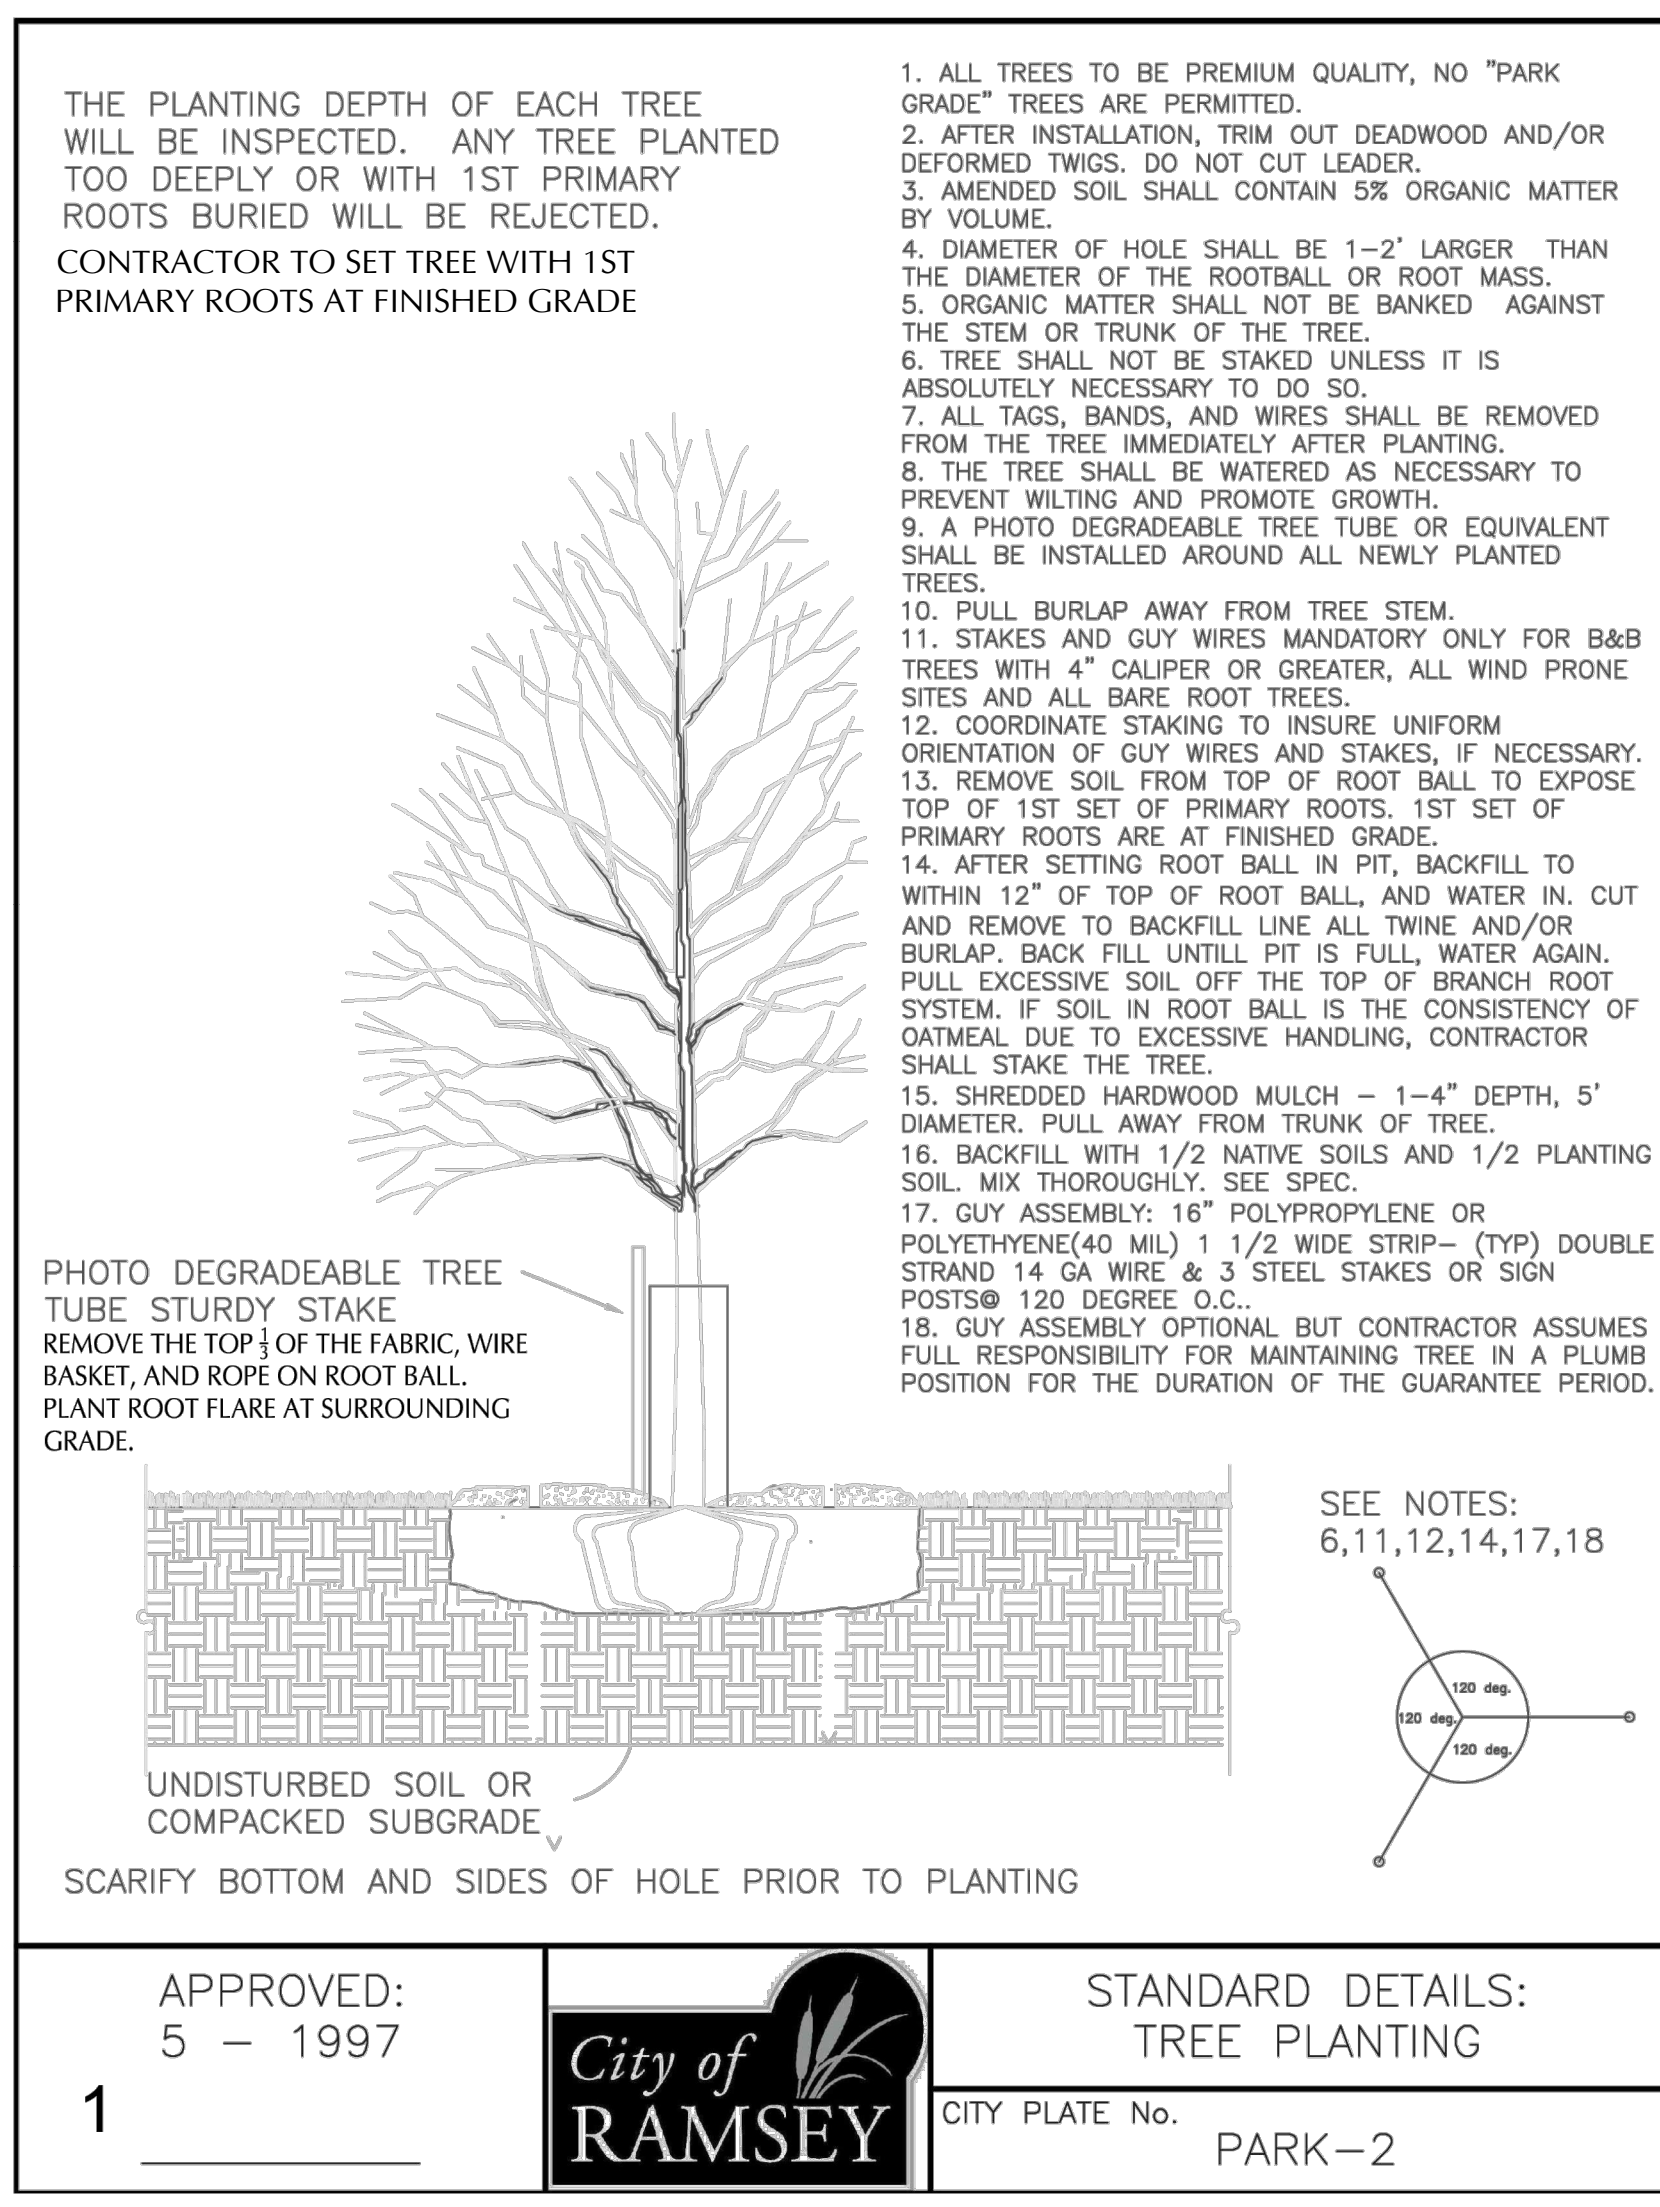 THE PLANTING DEPTH OF EACH TREE
WILL BE INSPECTED. ANY TREE PLANTED
TOO DEEPLY OR WITH 1ST PRIMARY
ROOTS BURIED WILL BE REJECTED.
CONTRACTOR TO SET TREE WITH 1ST
PRIMARY ROOTS AT FINISHED GRADE
1. ALL TREES TO BE PREMIUM QUALITY, NO "PARK
GRADE" TREES ARE PERMITTED.
2. AFTER INSTALLATION, TRIM OUT DEADWOOD AND/OR
DEFORMED TWIGS. DO NOT CUT LEADER.
3. AMENDED SOIL SHALL CONTAIN 5% ORGANIC MATTER
BY VOLUME.
4. DIAMETER OF HOLE SHALL BE 1-2' LARGER THAN
THE DIAMETER OF THE ROOTBALL OR ROOT MASS.
5. ORGANIC MATTER SHALL NOT BE BANKED AGAINST
THE STEM OR TRUNK OF THE TREE.
6. TREE SHALL NOT BE STAKED UNLESS IT IS
ABSOLUTELY NECESSARY TO DO SO.
7. ALL TAGS, BANDS, AND WIRES SHALL BE REMOVED
FROM THE TREE IMMEDIATELY AFTER PLANTING.
8. THE TREE SHALL BE WATERED AS NECESSARY TO
PREVENT WILTING AND PROMOTE GROWTH.
9. A PHOTO DEGRADEABLE TREE TUBE OR EQUIVALENT
SHALL BE INSTALLED AROUND ALL NEWLY PLANTED
TREES.
10. PULL BURLAP AWAY FROM TREE STEM.
11. STAKES AND GUY WIRES MANDATORY ONLY FOR B&B
TREES WITH 4" CALIPER OR GREATER, ALL WIND PRONE
SITES AND ALL BARE ROOT TREES.
12. COORDINATE STAKING TO INSURE UNIFORM
ORIENTATION OF GUY WIRES AND STAKES, IF NECESSARY.
13. REMOVE SOIL FROM TOP OF ROOT BALL TO EXPOSE
TOP OF 1ST SET OF PRIMARY ROOTS. 1ST SET OF
PRIMARY ROOTS ARE AT FINISHED GRADE.
14. AFTER SETTING ROOT BALL IN PIT, BACKFILL TO
WITHIN 12" OF TOP OF ROOT BALL, AND WATER IN. CUT
AND REMOVE TO BACKFILL LINE ALL TWINE AND/OR
BURLAP. BACK FILL UNTILL PIT IS FULL, WATER AGAIN.
PULL EXCESSIVE SOIL OFF THE TOP OF BRANCH ROOT
SYSTEM. IF SOIL IN ROOT BALL IS THE CONSISTENCY OF
OATMEAL DUE TO EXCESSIVE HANDLING, CONTRACTOR
SHALL STAKE THE TREE.
15. SHREDDED HARDWOOD MULCH - 1-4" DEPTH, 5'
DIAMETER. PULL AWAY FROM TRUNK OF TREE.
16. BACKFILL WITH 1/2 NATIVE SOILS AND 1/2 PLANTING
SOIL. MIX THOROUGHLY. SEE SPEC.
17. GUY ASSEMBLY: 16" POLYPROPYLENE OR
POLYETHYENE(40 MIL) 1 1/2 WIDE STRIP- (TYP) DOUBLE
STRAND 14 GA WIRE & 3 STEEL STAKES OR SIGN
POSTS@ 120 DEGREE O.C..
18. GUY ASSEMBLY OPTIONAL BUT CONTRACTOR ASSUMES
FULL RESPONSIBILITY FOR MAINTAINING TREE IN A PLUMB
POSITION FOR THE DURATION OF THE GUARANTEE PERIOD.
PHOTO DEGRADEABLE TREE
TUBE STURDY STAKE
REMOVE THE TOP 1/3 OF THE FABRIC, WIRE
BASKET, AND ROPE ON ROOT BALL.
PLANT ROOT FLARE AT SURROUNDING
GRADE.
SEE NOTES:
6,11,12,14,17,18
120 deg.
120 deg.
120 deg.
UNDISTURBED SOIL OR
COMPACKED SUBGRADE
SCARIFY BOTTOM AND SIDES OF HOLE PRIOR TO PLANTING
APPROVED:
5 - 1997
1
City of
RAMSEY
STANDARD DETAILS:
TREE PLANTING
CITY PLATE No.
PARK-2